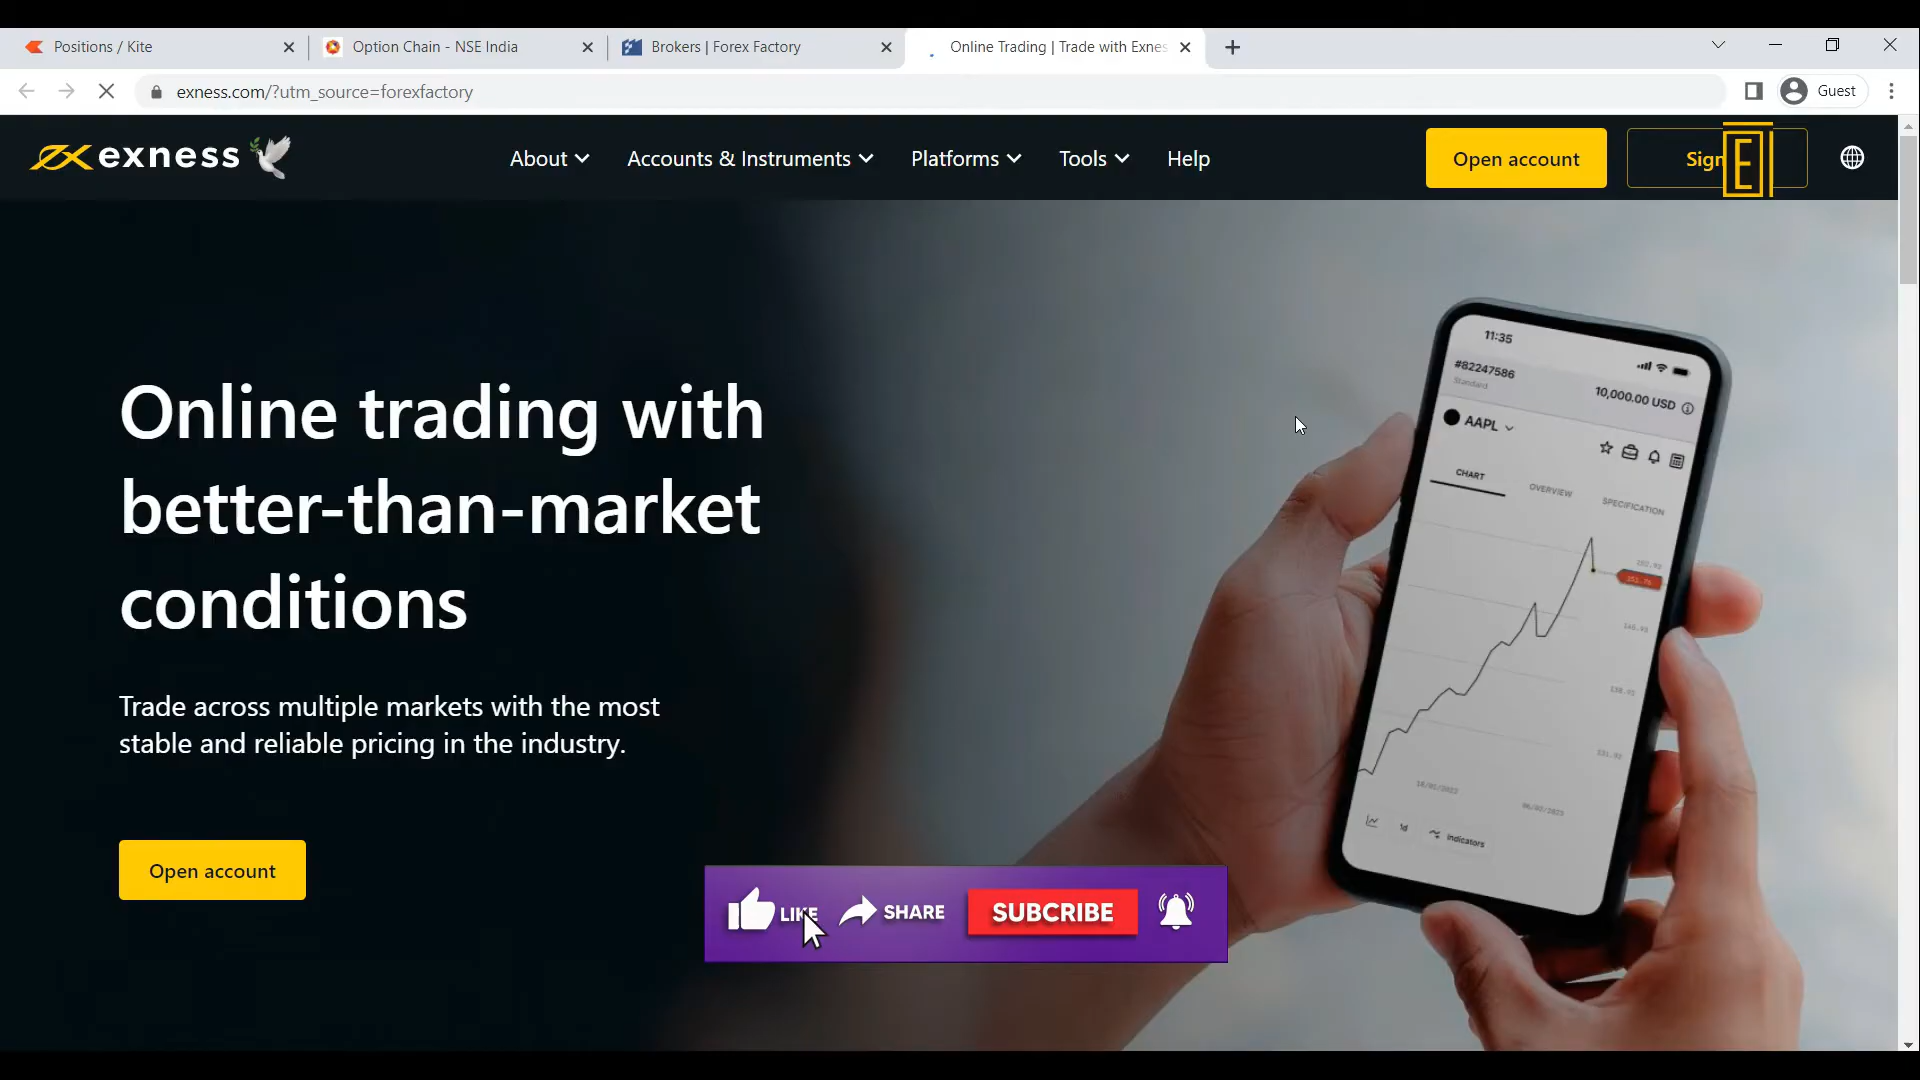 Positions / Kite
Option Chain - NSE India
Brokers | Forex Factory
Online Trading | Trade with Exnes
exness.com/?utm_source=forexfactory
Guest
exness
About
Accounts & Instruments
Platforms
Tools
Help
Open account
Sign
E
Online trading with
better-than-market
conditions
Trade across multiple markets with the most
stable and reliable pricing in the industry.
Open account
11:35
#82247586
Standard
10,000.00 USD
AAPL
CHART
OVERVIEW
SPECIFICATION
1d
Indicators
LIKE
SHARE
SUBCRIBE